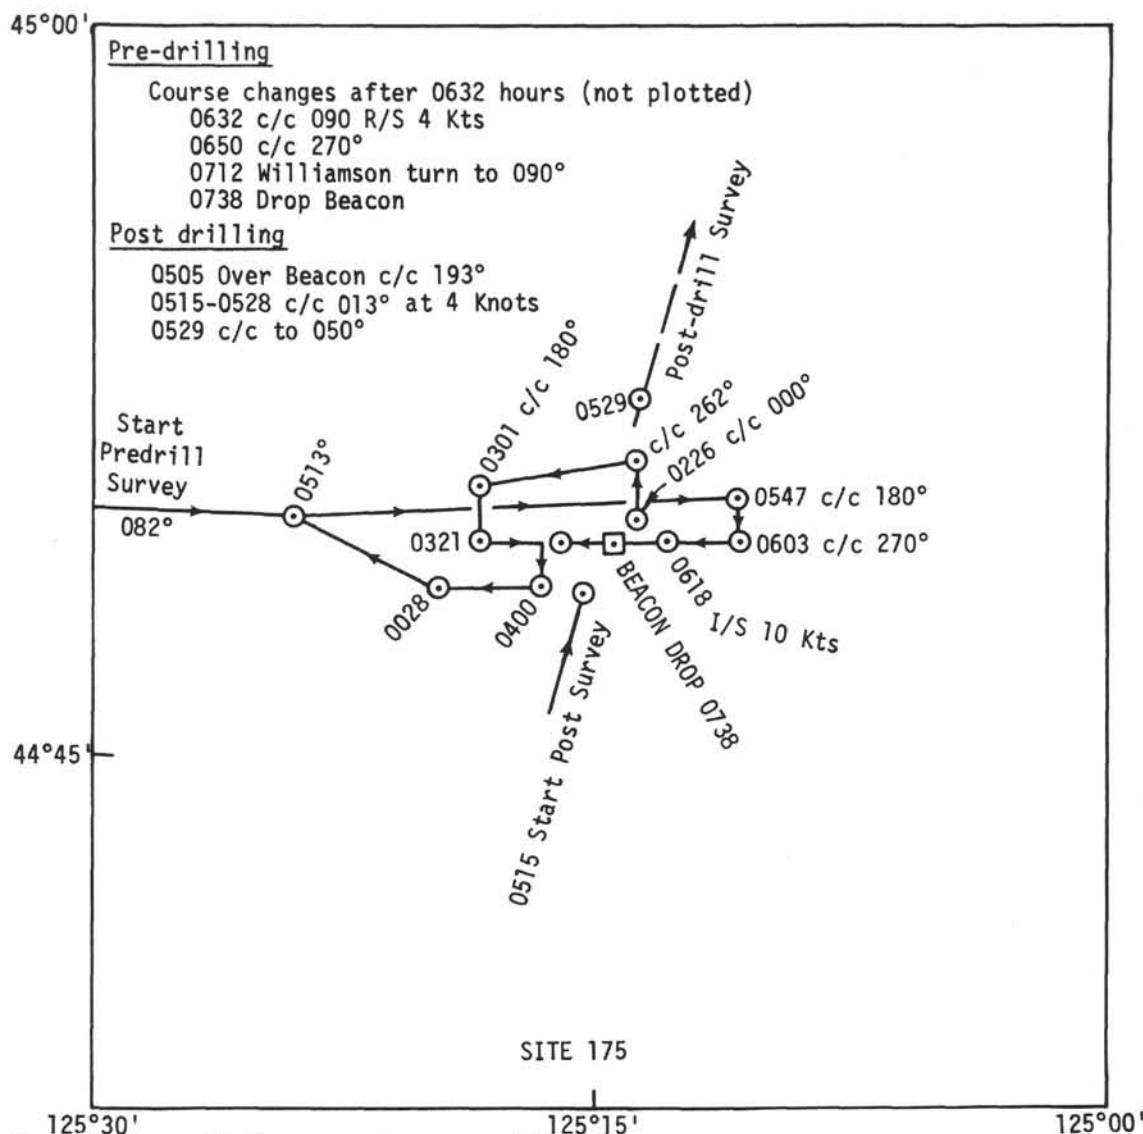 45°00'
Pre-drilling
Course changes after 0632 hours (not plotted)
0632 c/c 090 R/S 4 Kts
0650 c/c 270°
0712 Williamson turn to 090°
0738 Drop Beacon
Post drilling
0505 Over Beacon c/c 193°
0515-0528 c/c 013° at 4 Knots
0529 c/c to 050°
Post-drill Survey
0301 c/c 180°
0529
c/c 262°
0226 c/c 000°
Start
Predrill
Survey
082°
0513°
0547 c/c 180°
0321
0603 c/c 270°
0028
0400
BEACON DROP 0738
0618
I/S 10 Kts
0515 Start Post Survey
44°45'
SITE 175
125°30'
125°15'
125°00'